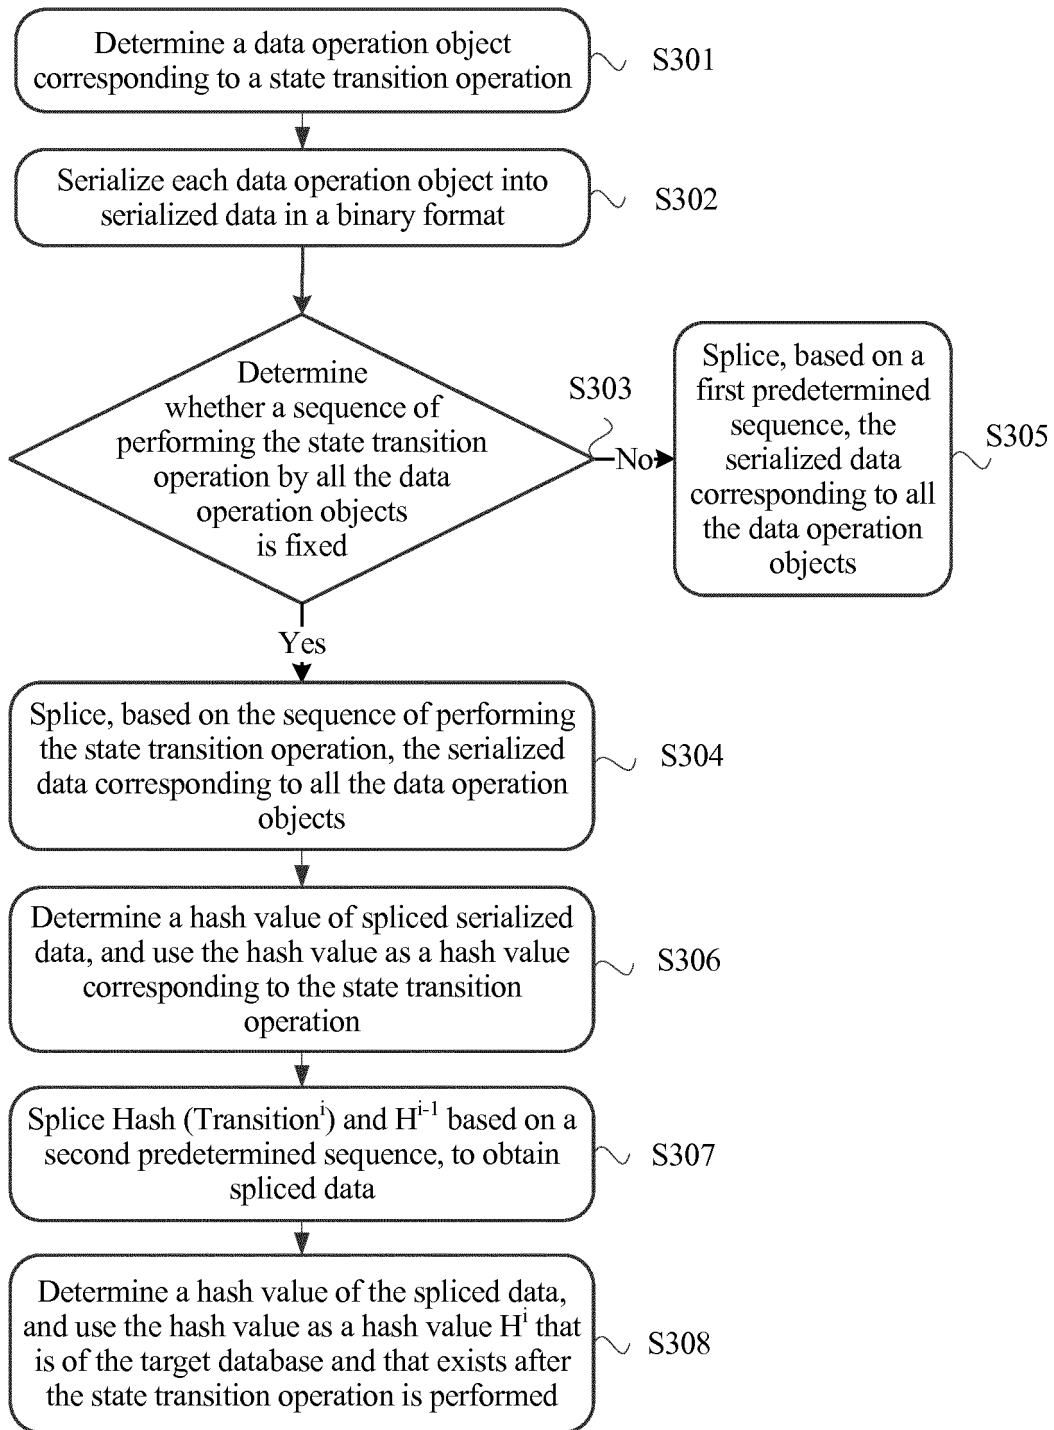 Determine a data operation object
corresponding to a state transition operation
S301
Serialize each data operation object into
serialized data in a binary format
S302
Determine
whether a sequence of
performing the state transition
operation by all the data
operation objects
is fixed
S303
No
Splice, based on a
first predetermined
sequence, the
serialized data
corresponding to all
the data operation
objects
S305
Yes
Splice, based on the sequence of performing
the state transition operation, the serialized
data corresponding to all the data operation
objects
S304
Determine a hash value of spliced serialized
data, and use the hash value as a hash value
corresponding to the state transition
operation
S306
Splice Hash (Transitionⁱ) and Hⁱ⁻¹ based on a
second predetermined sequence, to obtain
spliced data
S307
Determine a hash value of the spliced data,
and use the hash value as a hash value Hⁱ that
is of the target database and that exists after
the state transition operation is performed
S308